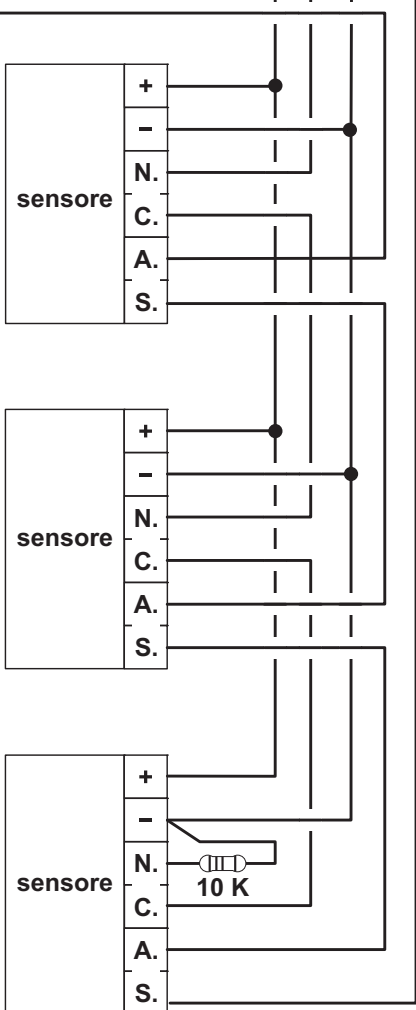 +
−
N.
sensore
C.
A.
S.
+
−
N.
sensore
C.
A.
S.
+
−
N.
10 K
sensore
C.
A.
S.